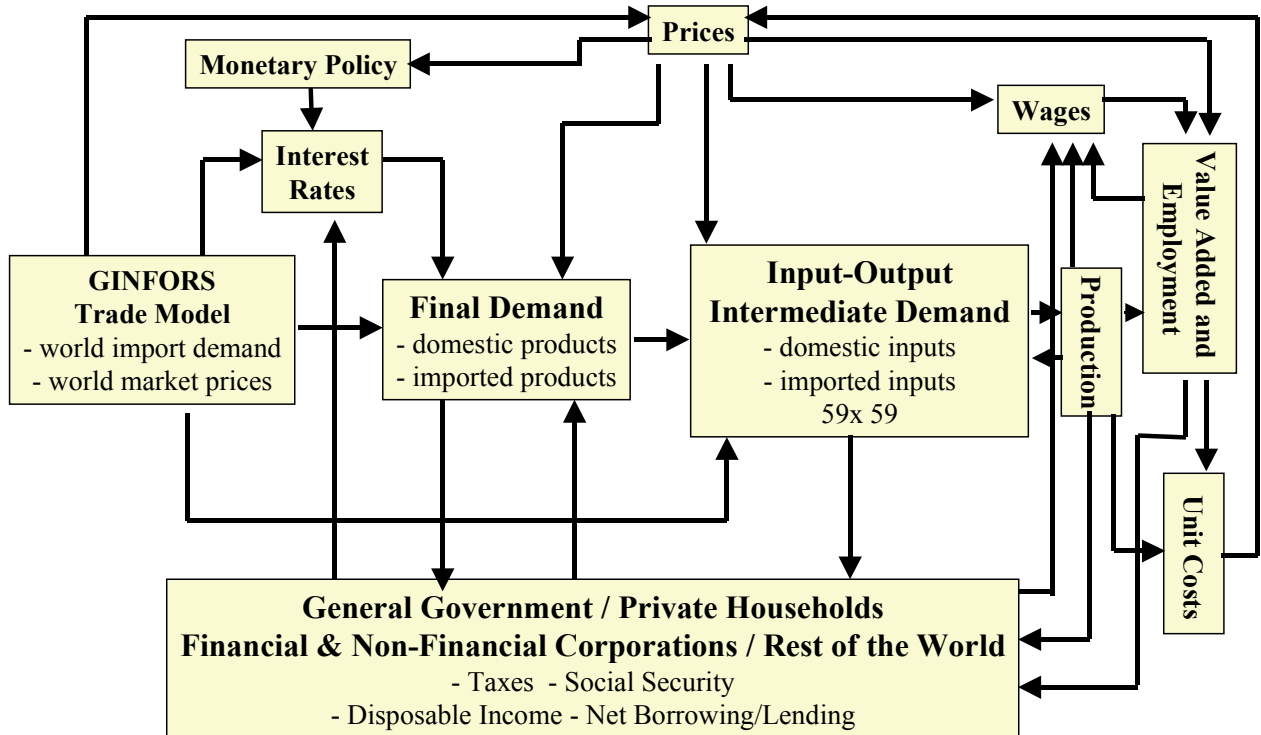 Prices
Monetary Policy
Wages
Interest
Rates
Value Added and
Employment
GINFORS
Trade Model
- world import demand
- world market prices
Final Demand
- domestic products
- imported products
Input-Output
Intermediate Demand
- domestic inputs
- imported inputs
59x 59
Production
Unit Costs
General Government / Private Households
Financial & Non-Financial Corporations / Rest of the World
- Taxes - Social Security
- Disposable Income - Net Borrowing/Lending